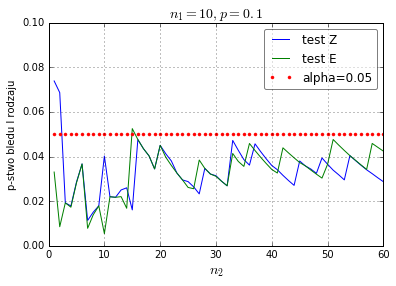 n₁ = 10, p = 0.1
0.10
0.08
0.06
0.04
0.02
0.00
p-stwo bledu I rodzaju
test Z
test E
alpha=0.05
0 10 20 30 40 50 60
n₂